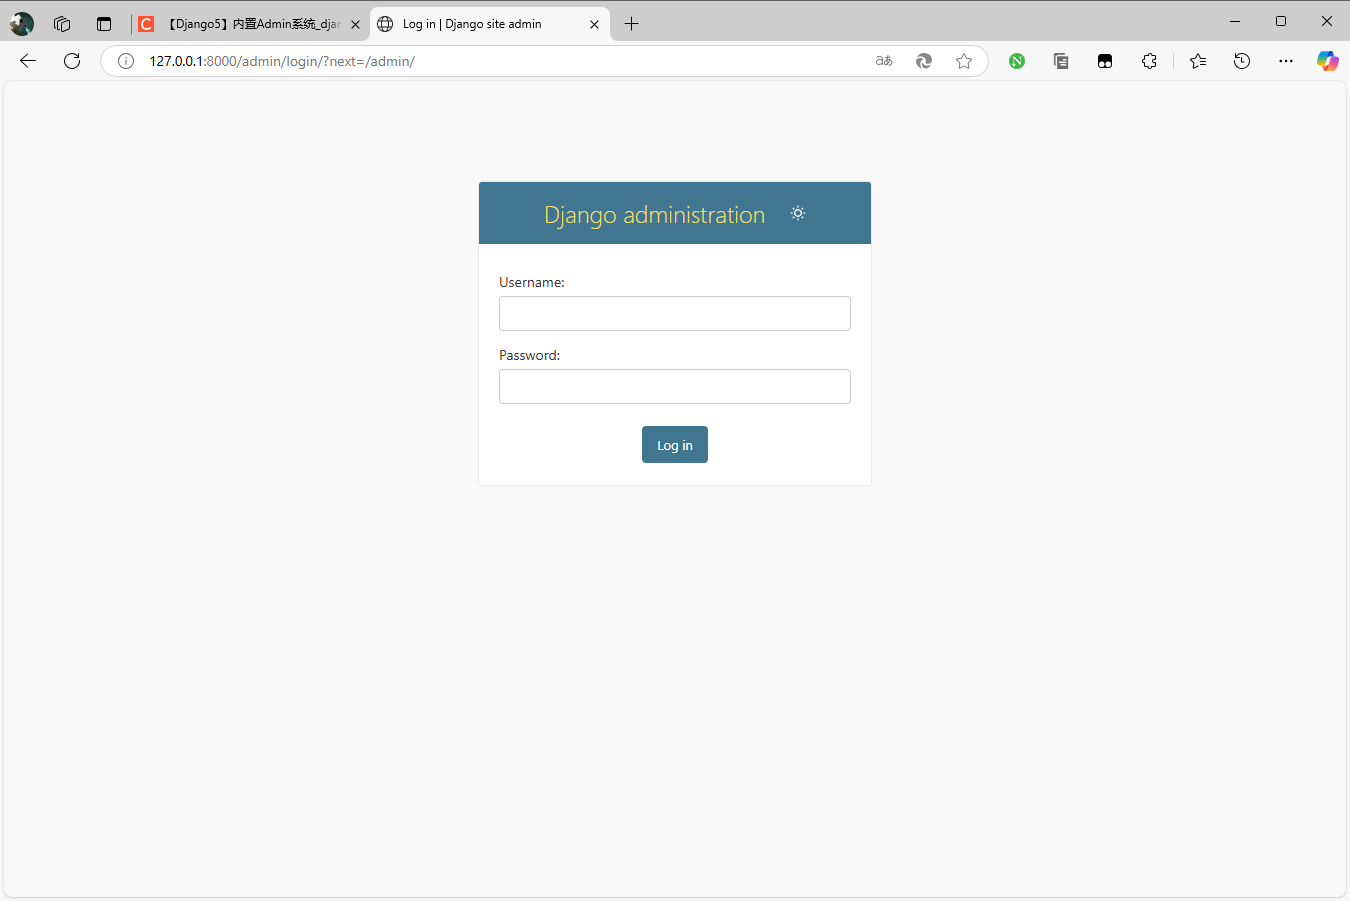 【Django5】内置Admin系统_djan
Log in | Django site admin
127.0.0.1:8000/admin/login/?next=/admin/
Django administration
Username:
Password:
Log in